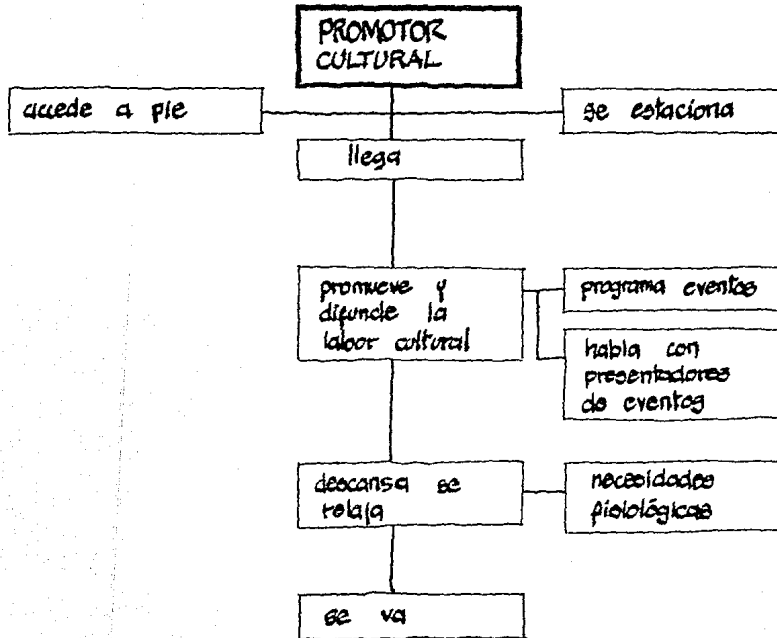 PROMOTOR
CULTURAL
accede a pie
se estaciona
llega
promueve y
difunde la
labor cultural
programa eventos
habla con
presentadores
de eventos
descansa se
relaja
necesidades
fisiológicas
se va